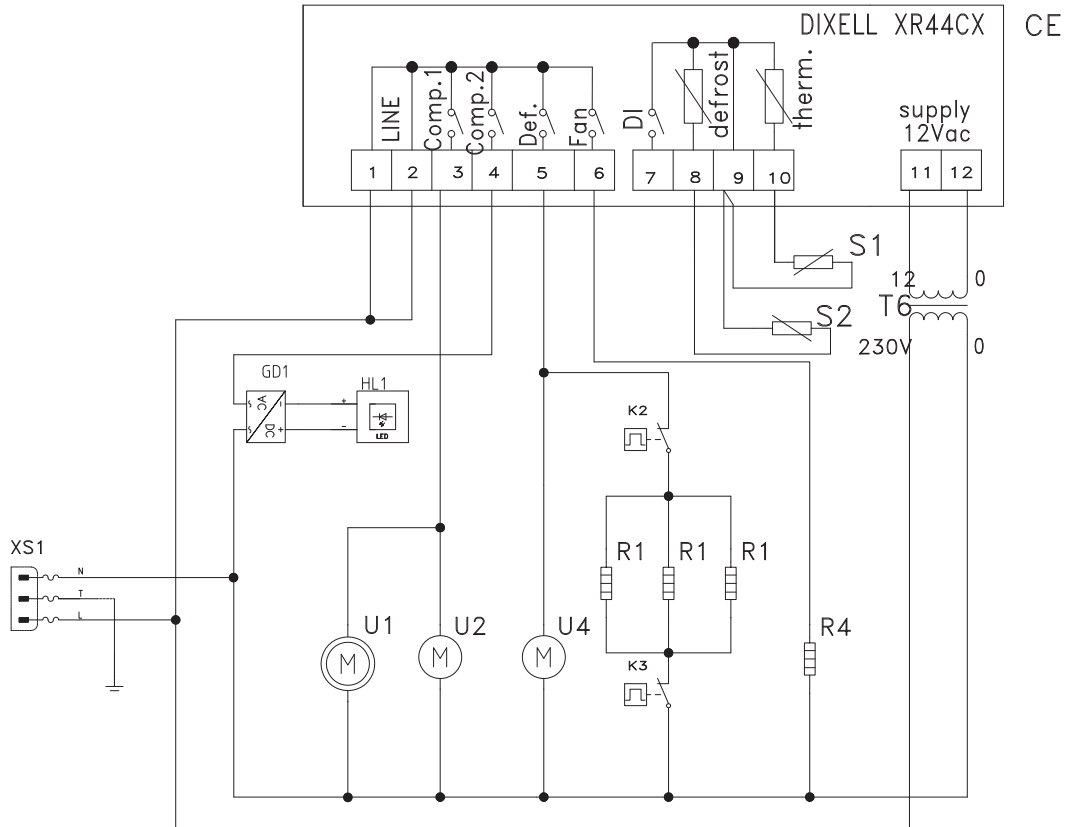 DIXELL XR44CX CE
LINE
Comp.1
Comp.2
Def.
Fan
DI
defrost
therm.
supply
12Vac
1 2 3 4 5 6 7 8 9 10 11 12
S1
12 0
T6
S2
230V 0
GD1
AC
DC
~
~
-
+
HL1
+
-
LED
K2
XS1
N
T
L
R1 R1 R1
U1 U2 U4 R4
M M M
K3